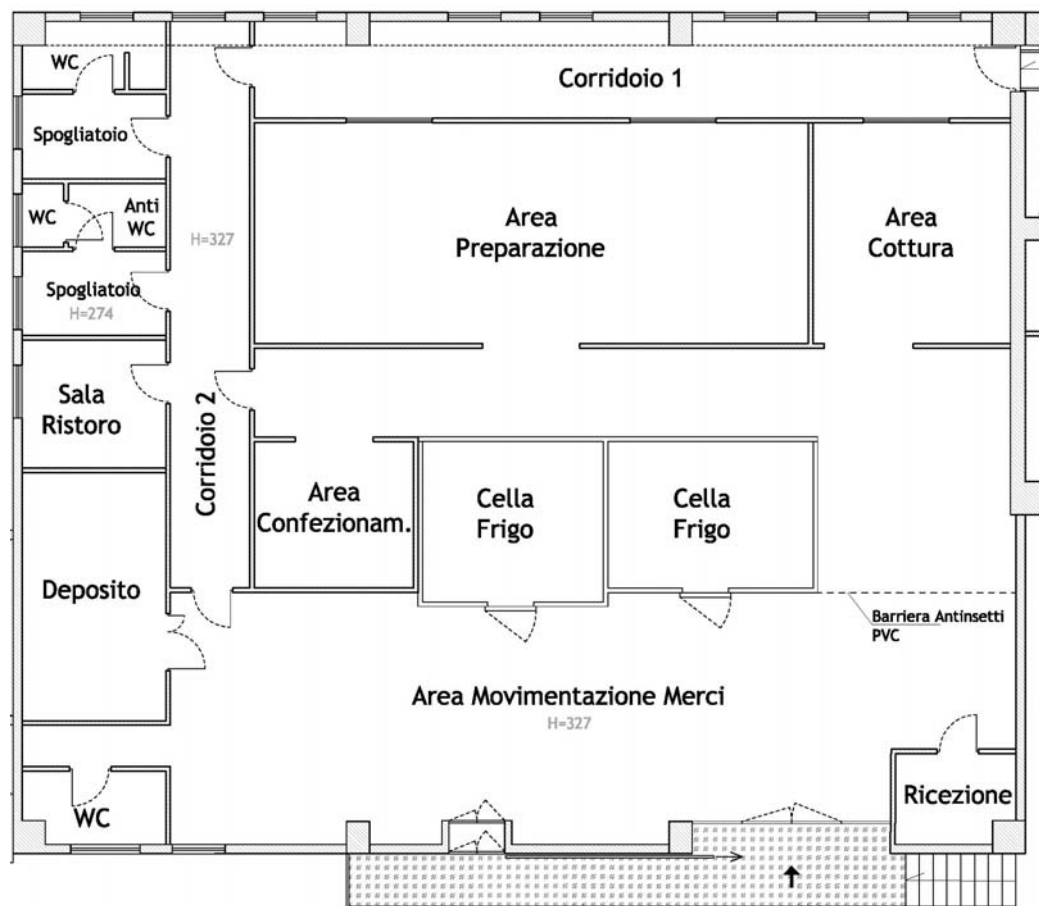 WC
Corridoio 1
Spogliatoio
WC
Anti
WC
H=327
Area
Preparazione
Area
Cottura
Spogliatoio
H=274
Sala
Ristoro
Corridoio 2
Area
Confezionam.
Cella
Frigo
Cella
Frigo
Deposito
Barriera Antinsetti
PVC
Area Movimentazione Merci
H=327
Ricezione
WC